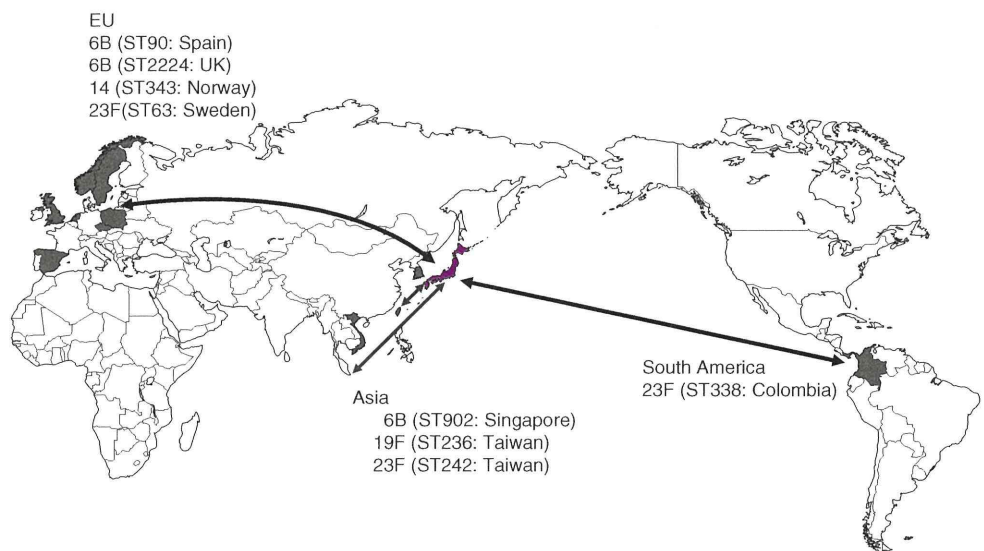 EU
6B (ST90: Spain)
6B (ST2224: UK)
14 (ST343: Norway)
23F(ST63: Sweden)
South America
23F (ST338: Colombia)
Asia
6B (ST902: Singapore)
19F (ST236: Taiwan)
23F (ST242: Taiwan)